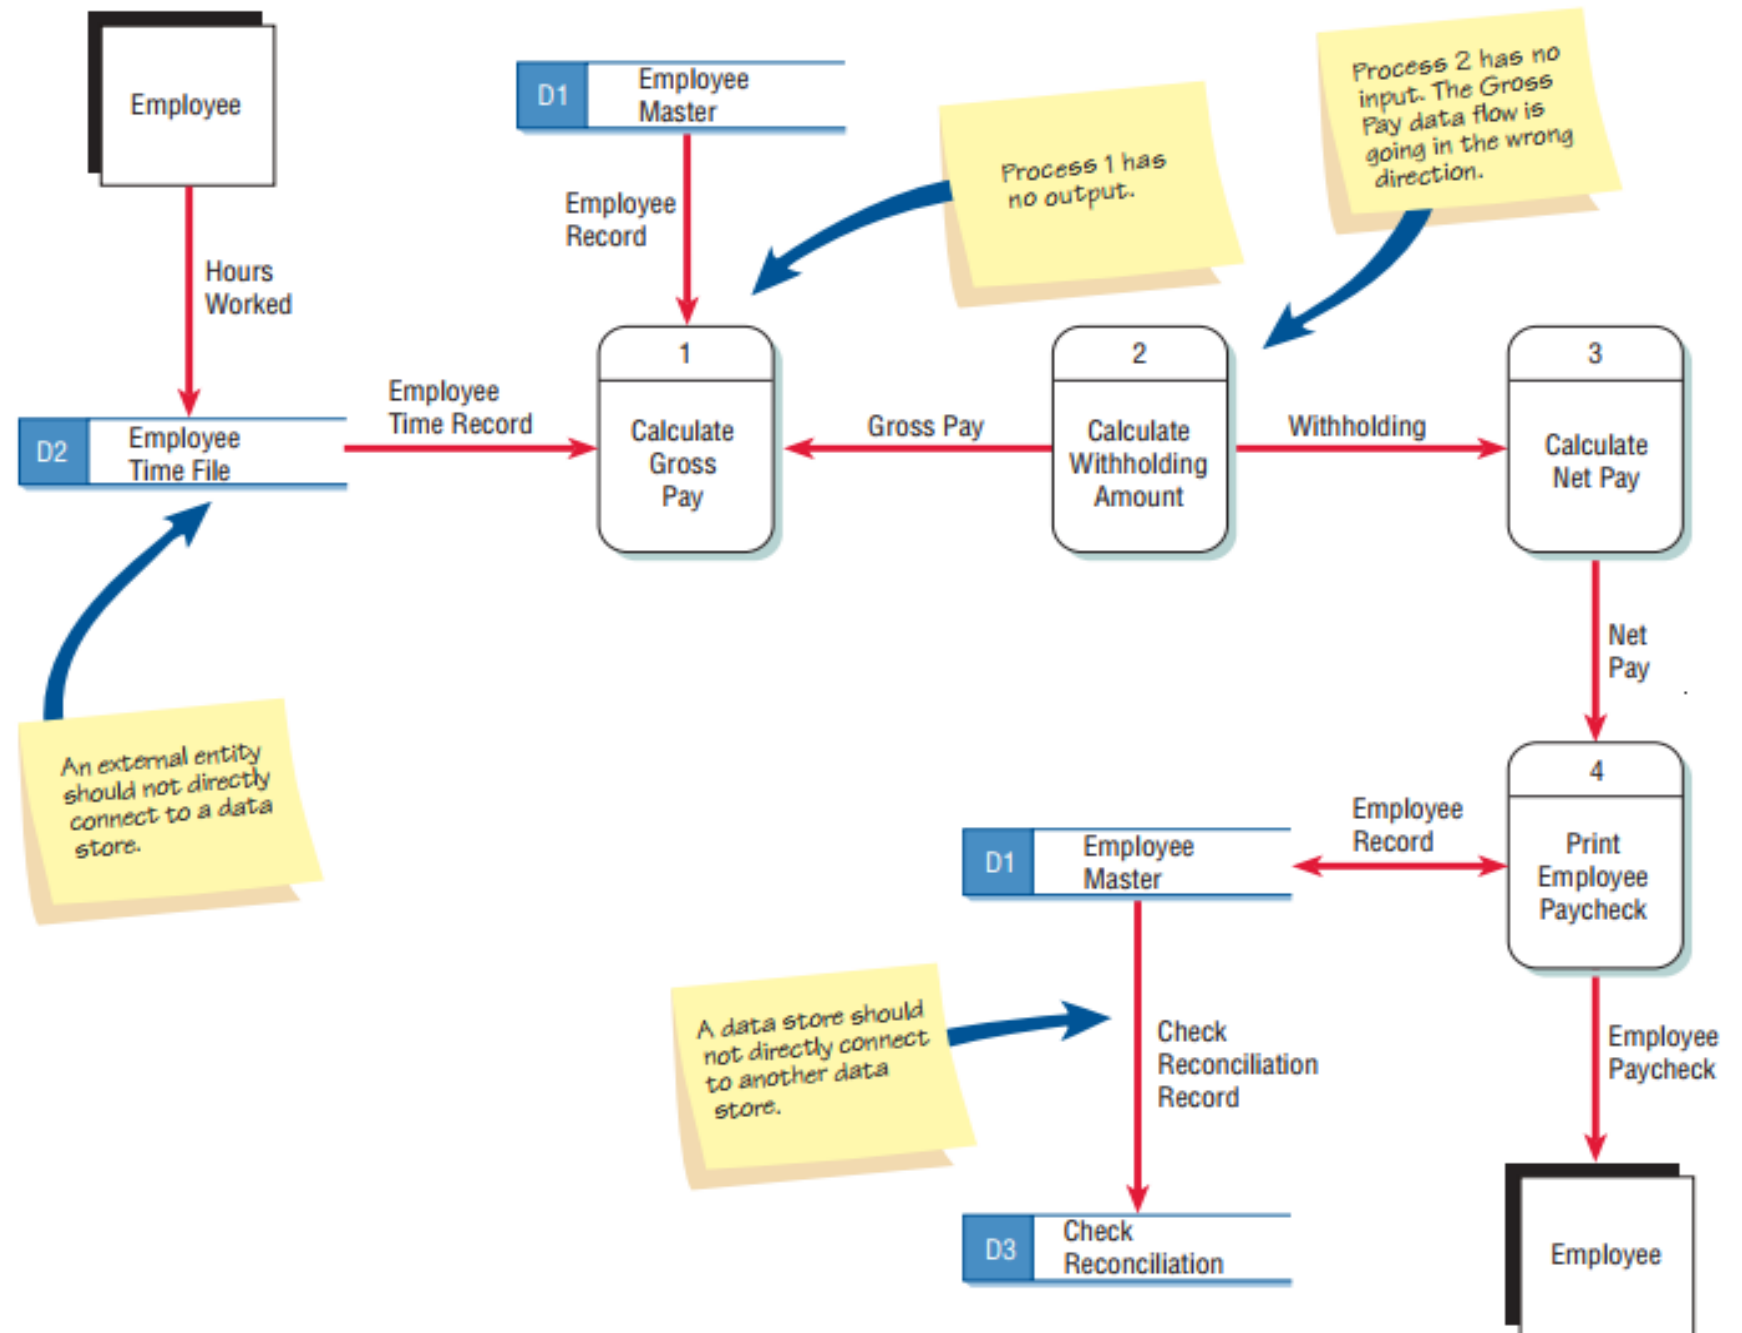 Employee
D1
Employee
Master
Process 1 has
no output.
Process 2 has no
input. The Gross
Pay data flow is
going in the wrong
direction.
Hours
Worked
Employee
Record
D2
Employee
Time File
Employee
Time Record
1
Calculate
Gross
Pay
Gross Pay
2
Calculate
Withholding
Amount
Withholding
3
Calculate
Net Pay
An external entity
should not directly
connect to a data
store.
Net
Pay
D1
Employee
Master
Employee
Record
4
Print
Employee
Paycheck
A data store should
not directly connect
to another data
store.
Check
Reconciliation
Record
Employee
Paycheck
D3
Check
Reconciliation
Employee